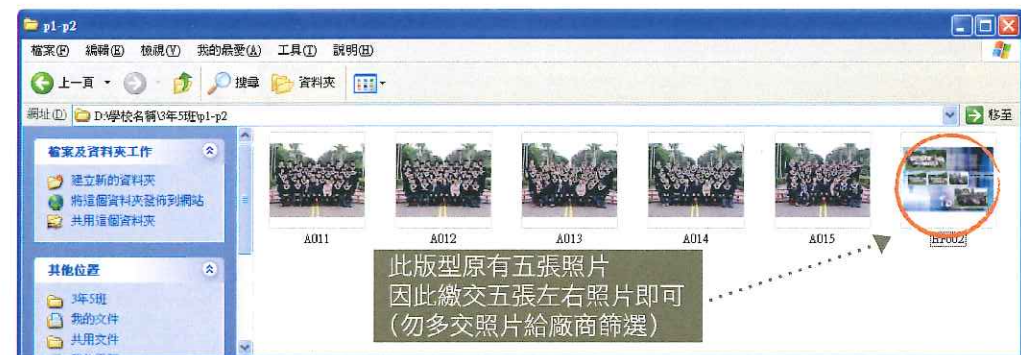 p1-p2
檔案(F) 編輯(E) 檢視(V) 我的最愛(A) 工具(T) 說明(H)
上一頁 搜尋 資料夾
網址(D) D:\學校名稱\3年5班\p1-p2 移至
檔案及資料夾工作
建立新的資料夾
將這個資料夾發佈到網站
共用這個資料夾
其他位置
3年5班
我的文件
共用文件
A011 A012 A013 A014 A015 HP002
此版型原有五張照片
因此繳交五張左右照片即可
(勿多交照片給廠商篩選)